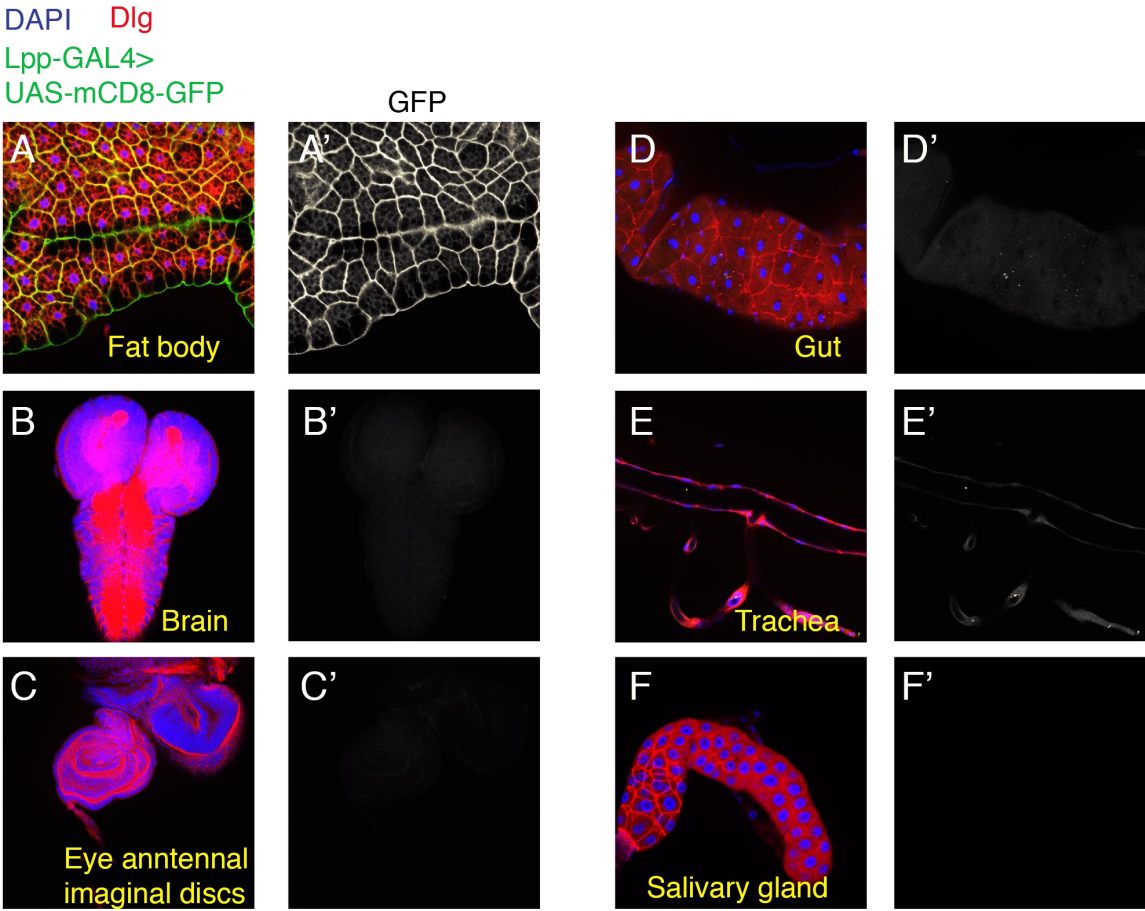 DAPI Dlg
Lpp-GAL4>
UAS-mCD8-GFP
GFP
A
Fat body
A’
D
Gut
D’
B
Brain
B’
E
Trachea
E’
C
Eye anntennal
imaginal discs
C’
F
Salivary gland
F’